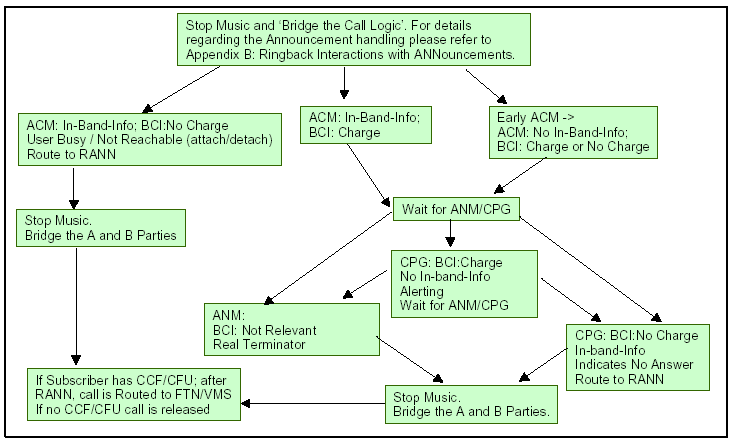 Stop Music and 'Bridge the Call Logic'. For details
regarding the Announcement handling please refer to
Appendix B: Ringback Interactions with ANNouncements.
ACM: In-Band-Info; BCI:No Charge
User Busy / Not Reachable (attach/detach)
Route to RANN
ACM: In-Band-Info;
BCI: Charge
Early ACM ->
ACM: No In-Band-Info;
BCI: Charge or No Charge
Stop Music.
Bridge the A and B Parties
Wait for ANM/CPG
CPG: BCI:Charge
No In-band-Info
Alerting
Wait for ANM/CPG
ANM:
BCI: Not Relevant
Real Terminator
CPG: BCI:No Charge
In-band-Info
Indicates No Answer
Route to RANN
If Subscriber has CCF/CFU; after
RANN, call is Routed to FTN/VMS
If no CCF/CFU call is released
Stop Music.
Bridge the A and B Parties.